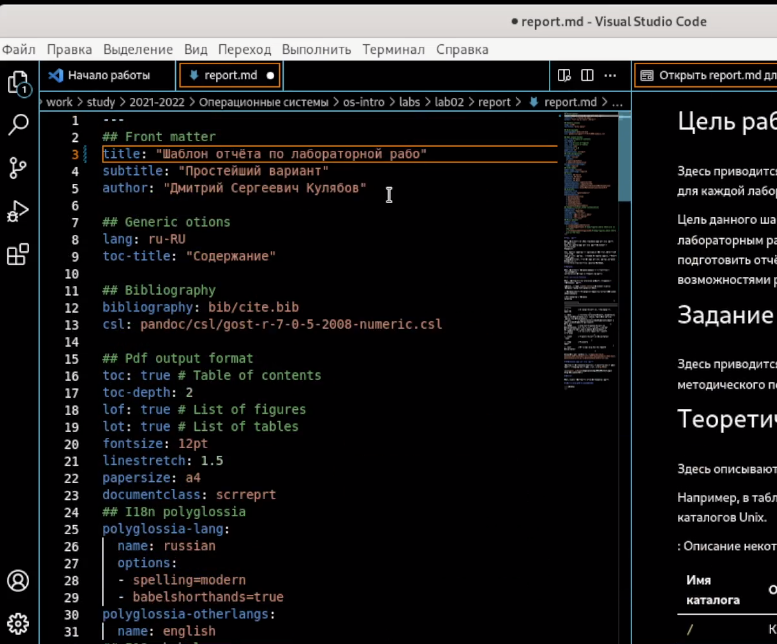 ● report.md - Visual Studio Code
Файл Правка Выделение Вид Переход Выполнить Терминал Справка
Начало работы report.md ● ··· Открыть report.md
work > study > 2021-2022 > Операционные системы > os-intro > labs > lab02 > report > report.md > ...
1 ---
2 ## Front matter
3 title: "Шаблон отчёта по лабораторной рабо"
4 subtitle: "Простейший вариант"
5 author: "Дмитрий Сергеевич Кулябов"
6
7 ## Generic otions
8 lang: ru-RU
9 toc-title: "Содержание"
10
11 ## Bibliography
12 bibliography: bib/cite.bib
13 csl: pandoc/csl/gost-r-7-0-5-2008-numeric.csl
14
15 ## Pdf output format
16 toc: true # Table of contents
17 toc-depth: 2
18 lof: true # List of figures
19 lot: true # List of tables
20 fontsize: 12pt
21 linestretch: 1.5
22 papersize: a4
23 documentclass: scrreprt
24 ## I18n polyglossia
25 polyglossia-lang:
26 name: russian
27 options:
28 - spelling=modern
29 - babelshorthands=true
30 polyglossia-otherlangs:
31 name: english
1
Цель раб
Здесь приводится
для каждой лабор
Цель данного ша
лабораторным ра
подготовить отчё
возможностями р
Задание
Здесь приводится
методического п
Теоретич
Здесь описывают
Например, в табл
каталогов Unix.
: Описание некот
Имя
каталога
/